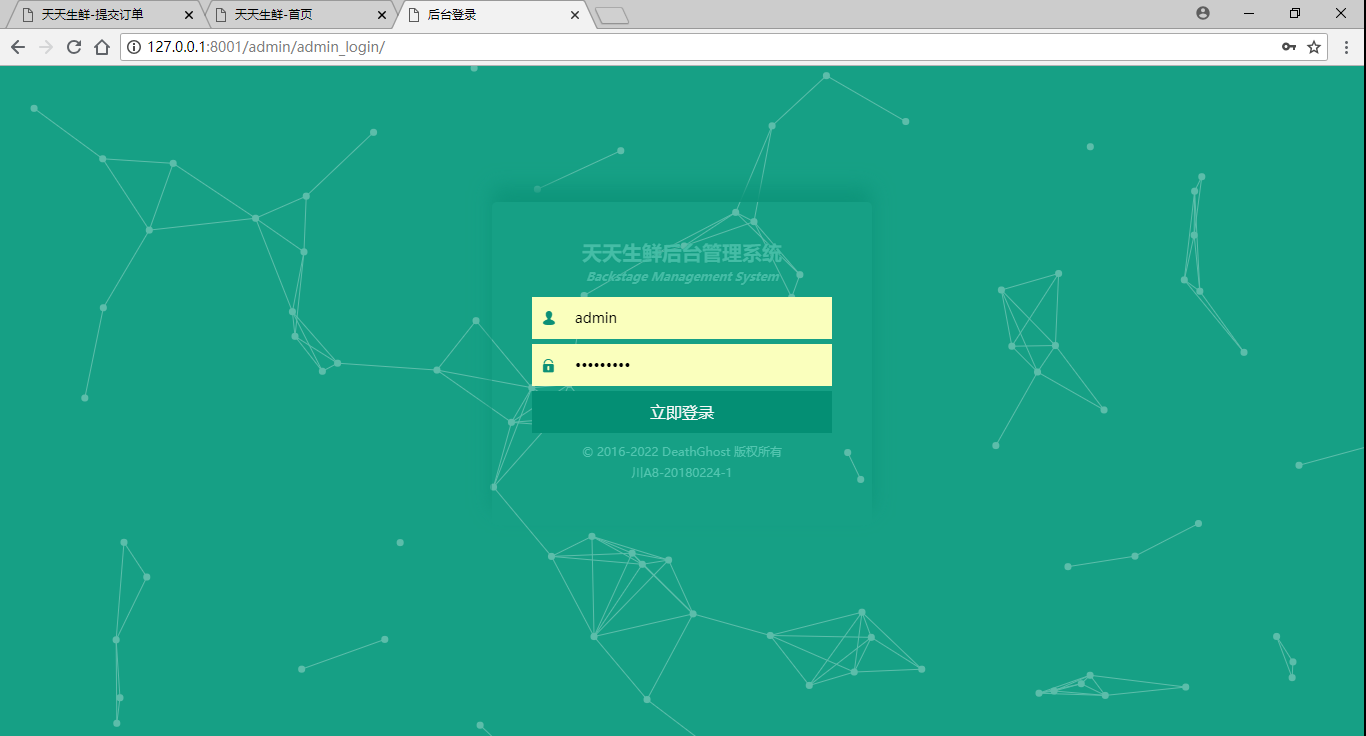 天天生鲜-提交订单
天天生鲜-首页
后台登录
127.0.0.1:8001/admin/admin_login/
天天生鲜后台管理系统
Backstage Management System
admin
•••••••••
立即登录
© 2016-2022 DeathGhost 版权所有
川A8-20180224-1